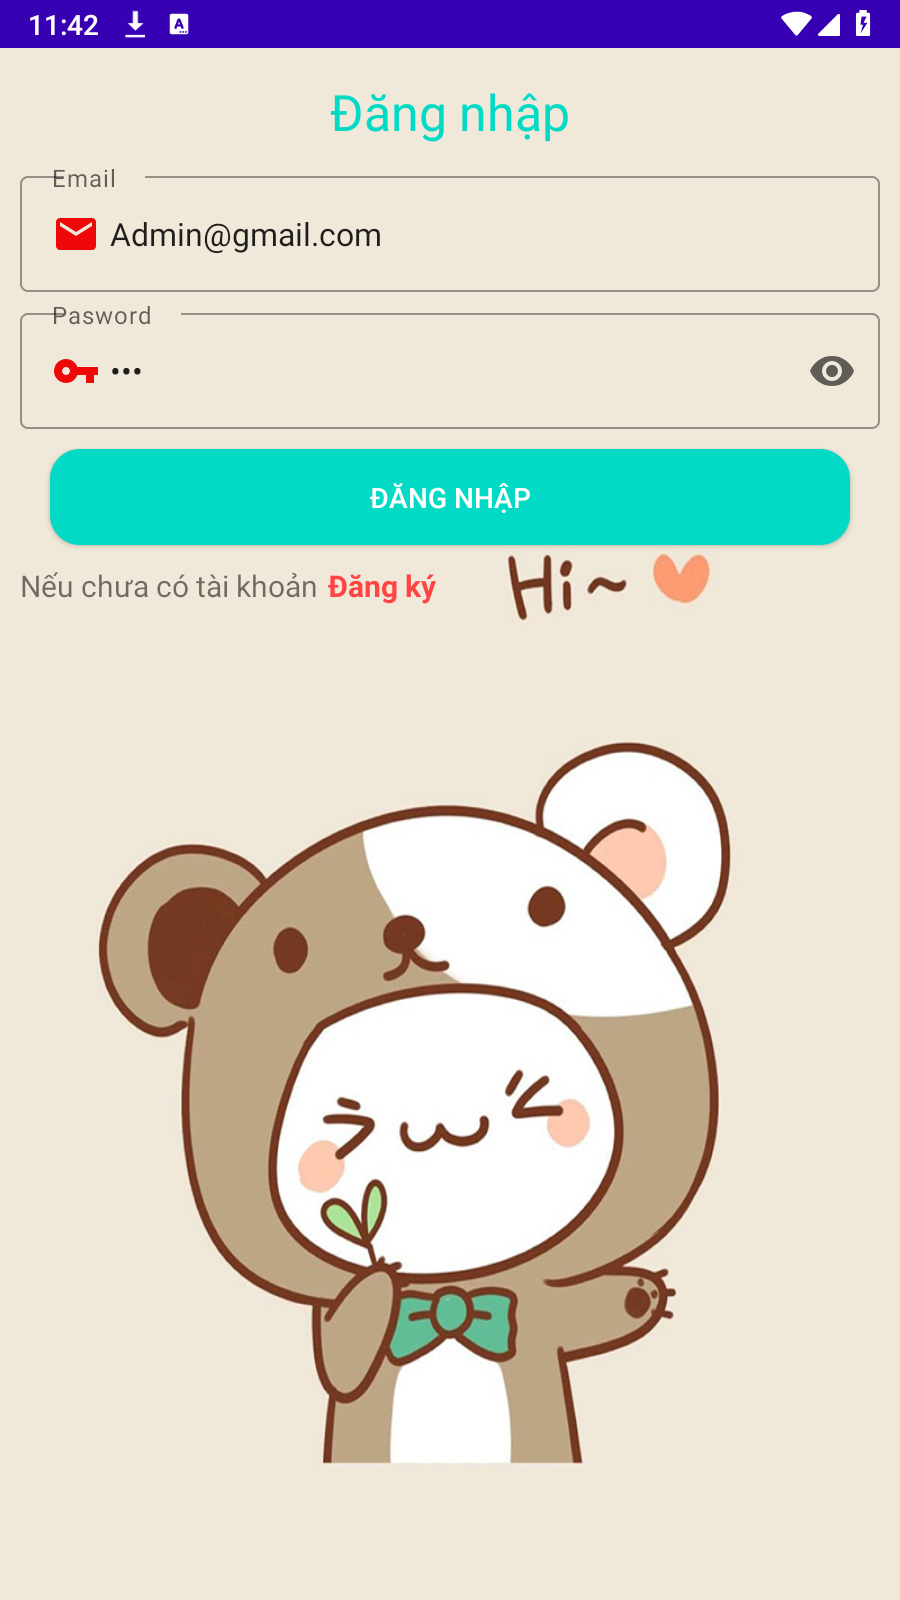 11:42
A
Đăng nhập
Email
Admin@gmail.com
Pasword
•••
ĐĂNG NHẬP
Nếu chưa có tài khoản Đăng ký
Hi~